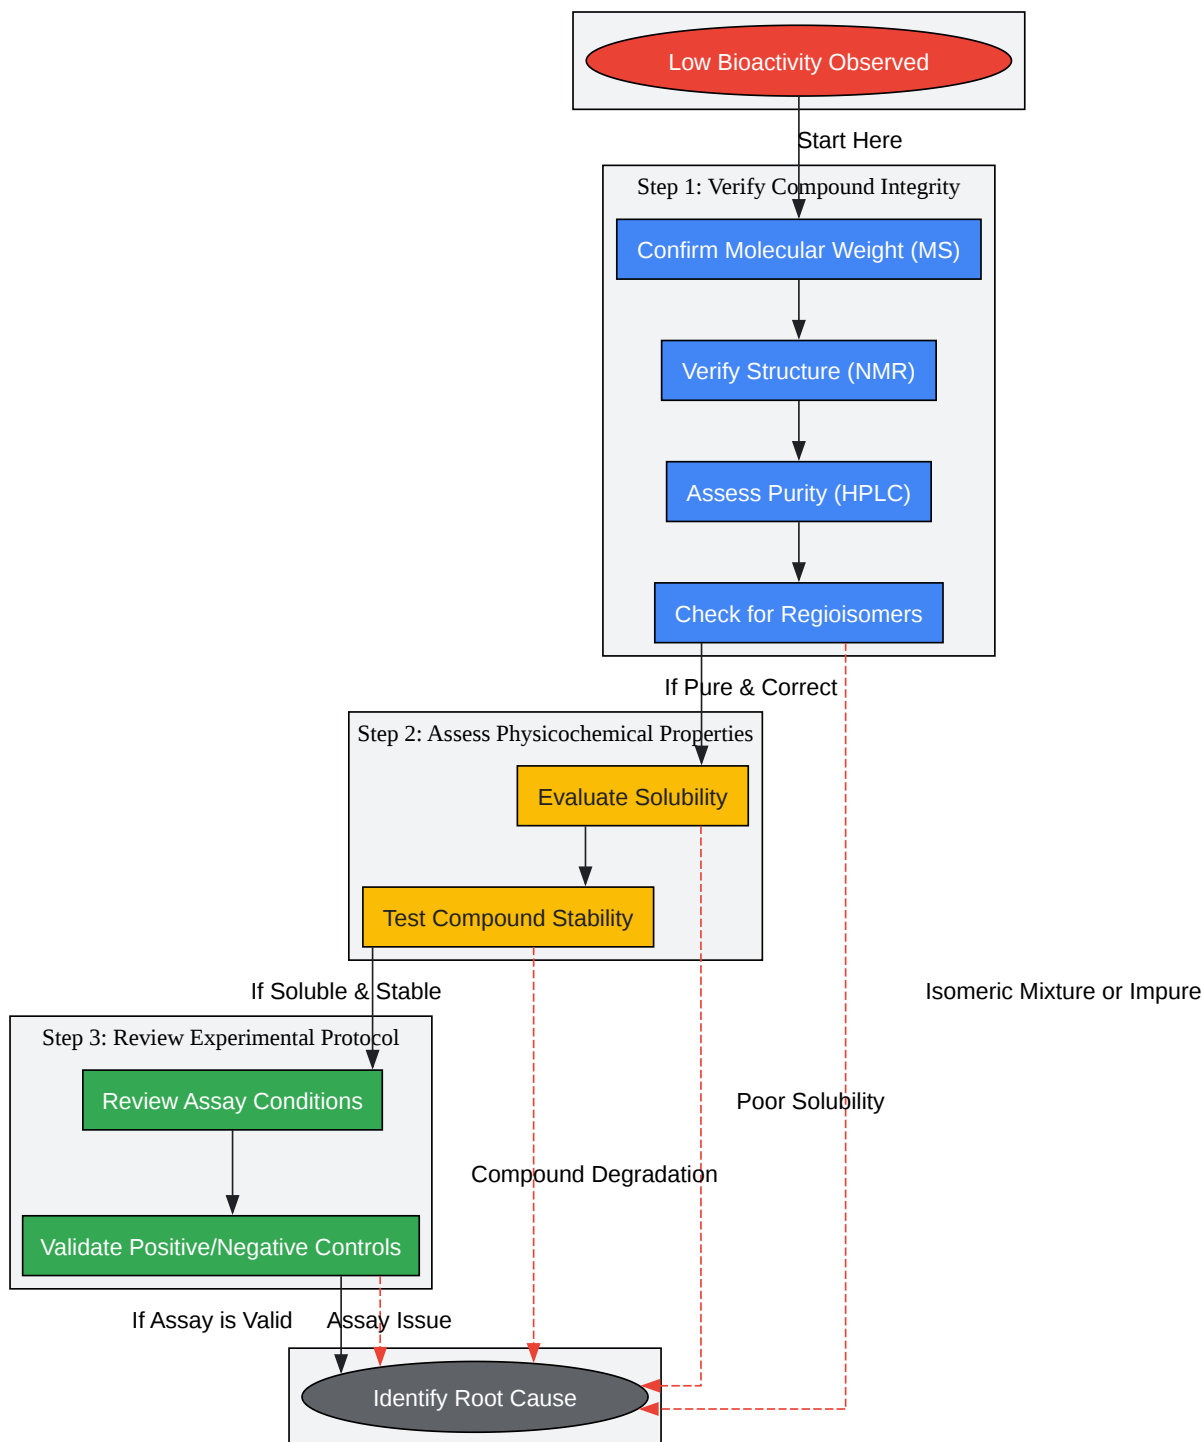 Low Bioactivity Observed
Start Here
Step 1: Verify Compound Integrity
Confirm Molecular Weight (MS)
Verify Structure (NMR)
Assess Purity (HPLC)
Check for Regioisomers
If Pure & Correct
Step 2: Assess Physicochemical Properties
Evaluate Solubility
Test Compound Stability
If Soluble & Stable
Isomeric Mixture or Impure
Step 3: Review Experimental Protocol
Review Assay Conditions
Poor Solubility
Compound Degradation
Validate Positive/Negative Controls
If Assay is Valid
Assay Issue
Identify Root Cause